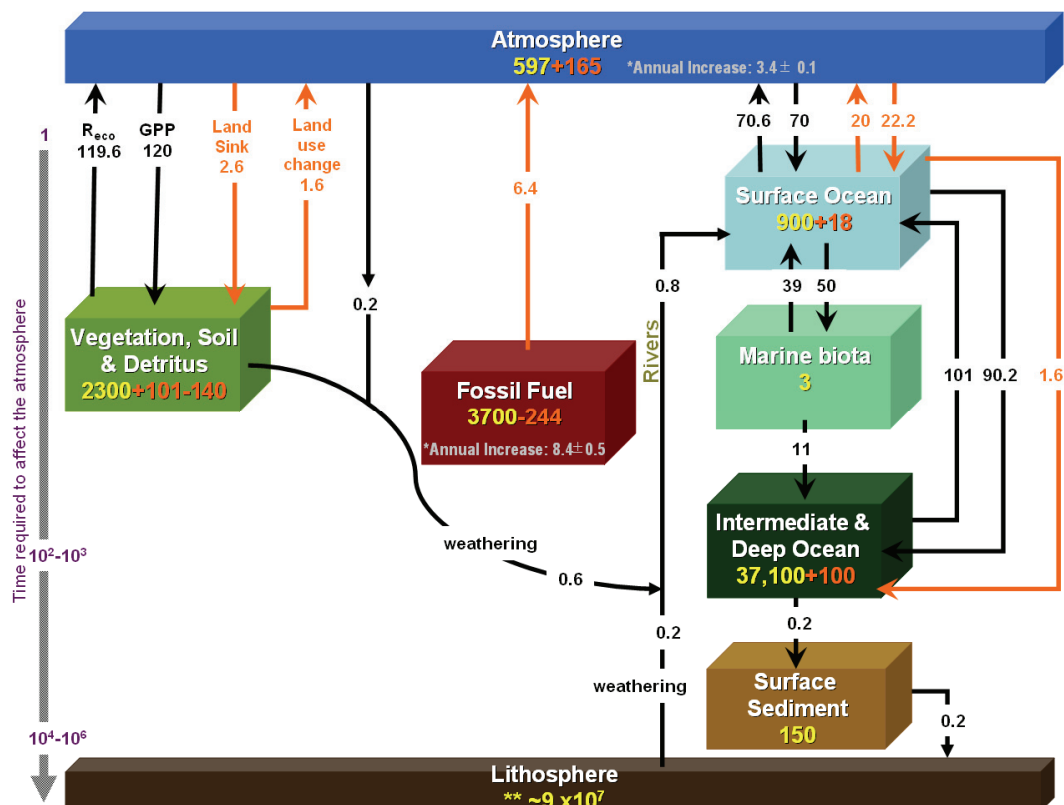 Atmosphere
597+165
*Annual Increase: 3.4± 0.1
1
R eco
119.6
GPP
120
Land
Sink
2.6
Land
use
change
1.6
0.2
6.4
70.6
70
20
22.2
Surface Ocean
900+18
0.8
39
50
Rivers
Vegetation, Soil
& Detritus
2300+101-140
Fossil Fuel
3700-244
*Annual Increase: 8.4±0.5
Marine biota
3
101
90.2
1.6
11
Time required to affect the atmosphere
10²-10³
weathering
0.6
Intermediate &
Deep Ocean
37,100+100
0.2
0.2
weathering
Surface
Sediment
150
0.2
10⁴-10⁶
Lithosphere
** ~9 x10⁷